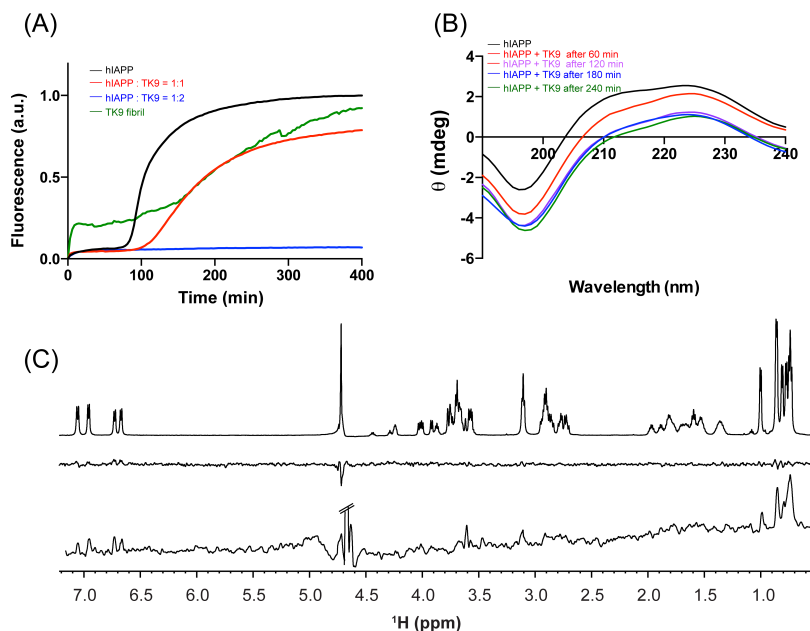 (A)
Fluorescence (a.u.)
1.0
0.5
0.0
hIAPP
hIAPP : TK9 = 1:1
hIAPP : TK9 = 1:2
TK9 fibril
0 100 200 300 400
Time (min)
(B)
θ (mdeg)
4
2
0
-2
-4
-6
hIAPP
hIAPP + TK9 after 60 min
hIAPP + TK9 after 120 min
hIAPP + TK9 after 180 min
hIAPP + TK9 after 240 min
200 210 220 230 240
Wavelength (nm)
(C)
7.0 6.5 6.0 5.5 5.0 4.5 4.0 3.5 3.0 2.5 2.0 1.5 1.0
¹H (ppm)